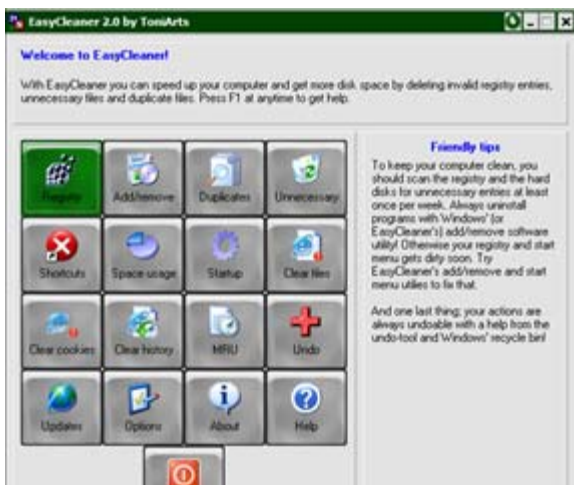 EasyCleaner 2.0 by ToniArts
Welcome to EasyCleaner!
With EasyCleaner you can speed up your computer and get more disk space by deleting invalid registry entries,
unnecessary files and duplicate files. Press F1 at anytime to get help.
Registry
Add/remove
Duplicates
Unnecessary
Shortcuts
Space usage
Startup
Clear files
Clear cookies
Clear history
MRU
Undo
Updates
Options
About
Help
Friendly tips
To keep your computer clean, you
should scan the registry and the hard
disks for unnecessary entries at least
once per week. Always uninstall
programs with Windows' (or
EasyCleaner's) add/remove software
utility! Otherwise your registry and start
menu gets dirty soon. Try
EasyCleaner's add/remove and start
menu utilies to fix that.
And one last thing; your actions are
always undoable with a help from the
undo-tool and Windows' recycle bin!